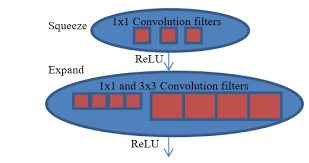 Squeeze
1x1 Convolution filters
ReLU
Expand
1x1 and 3x3 Convolution filters
ReLU